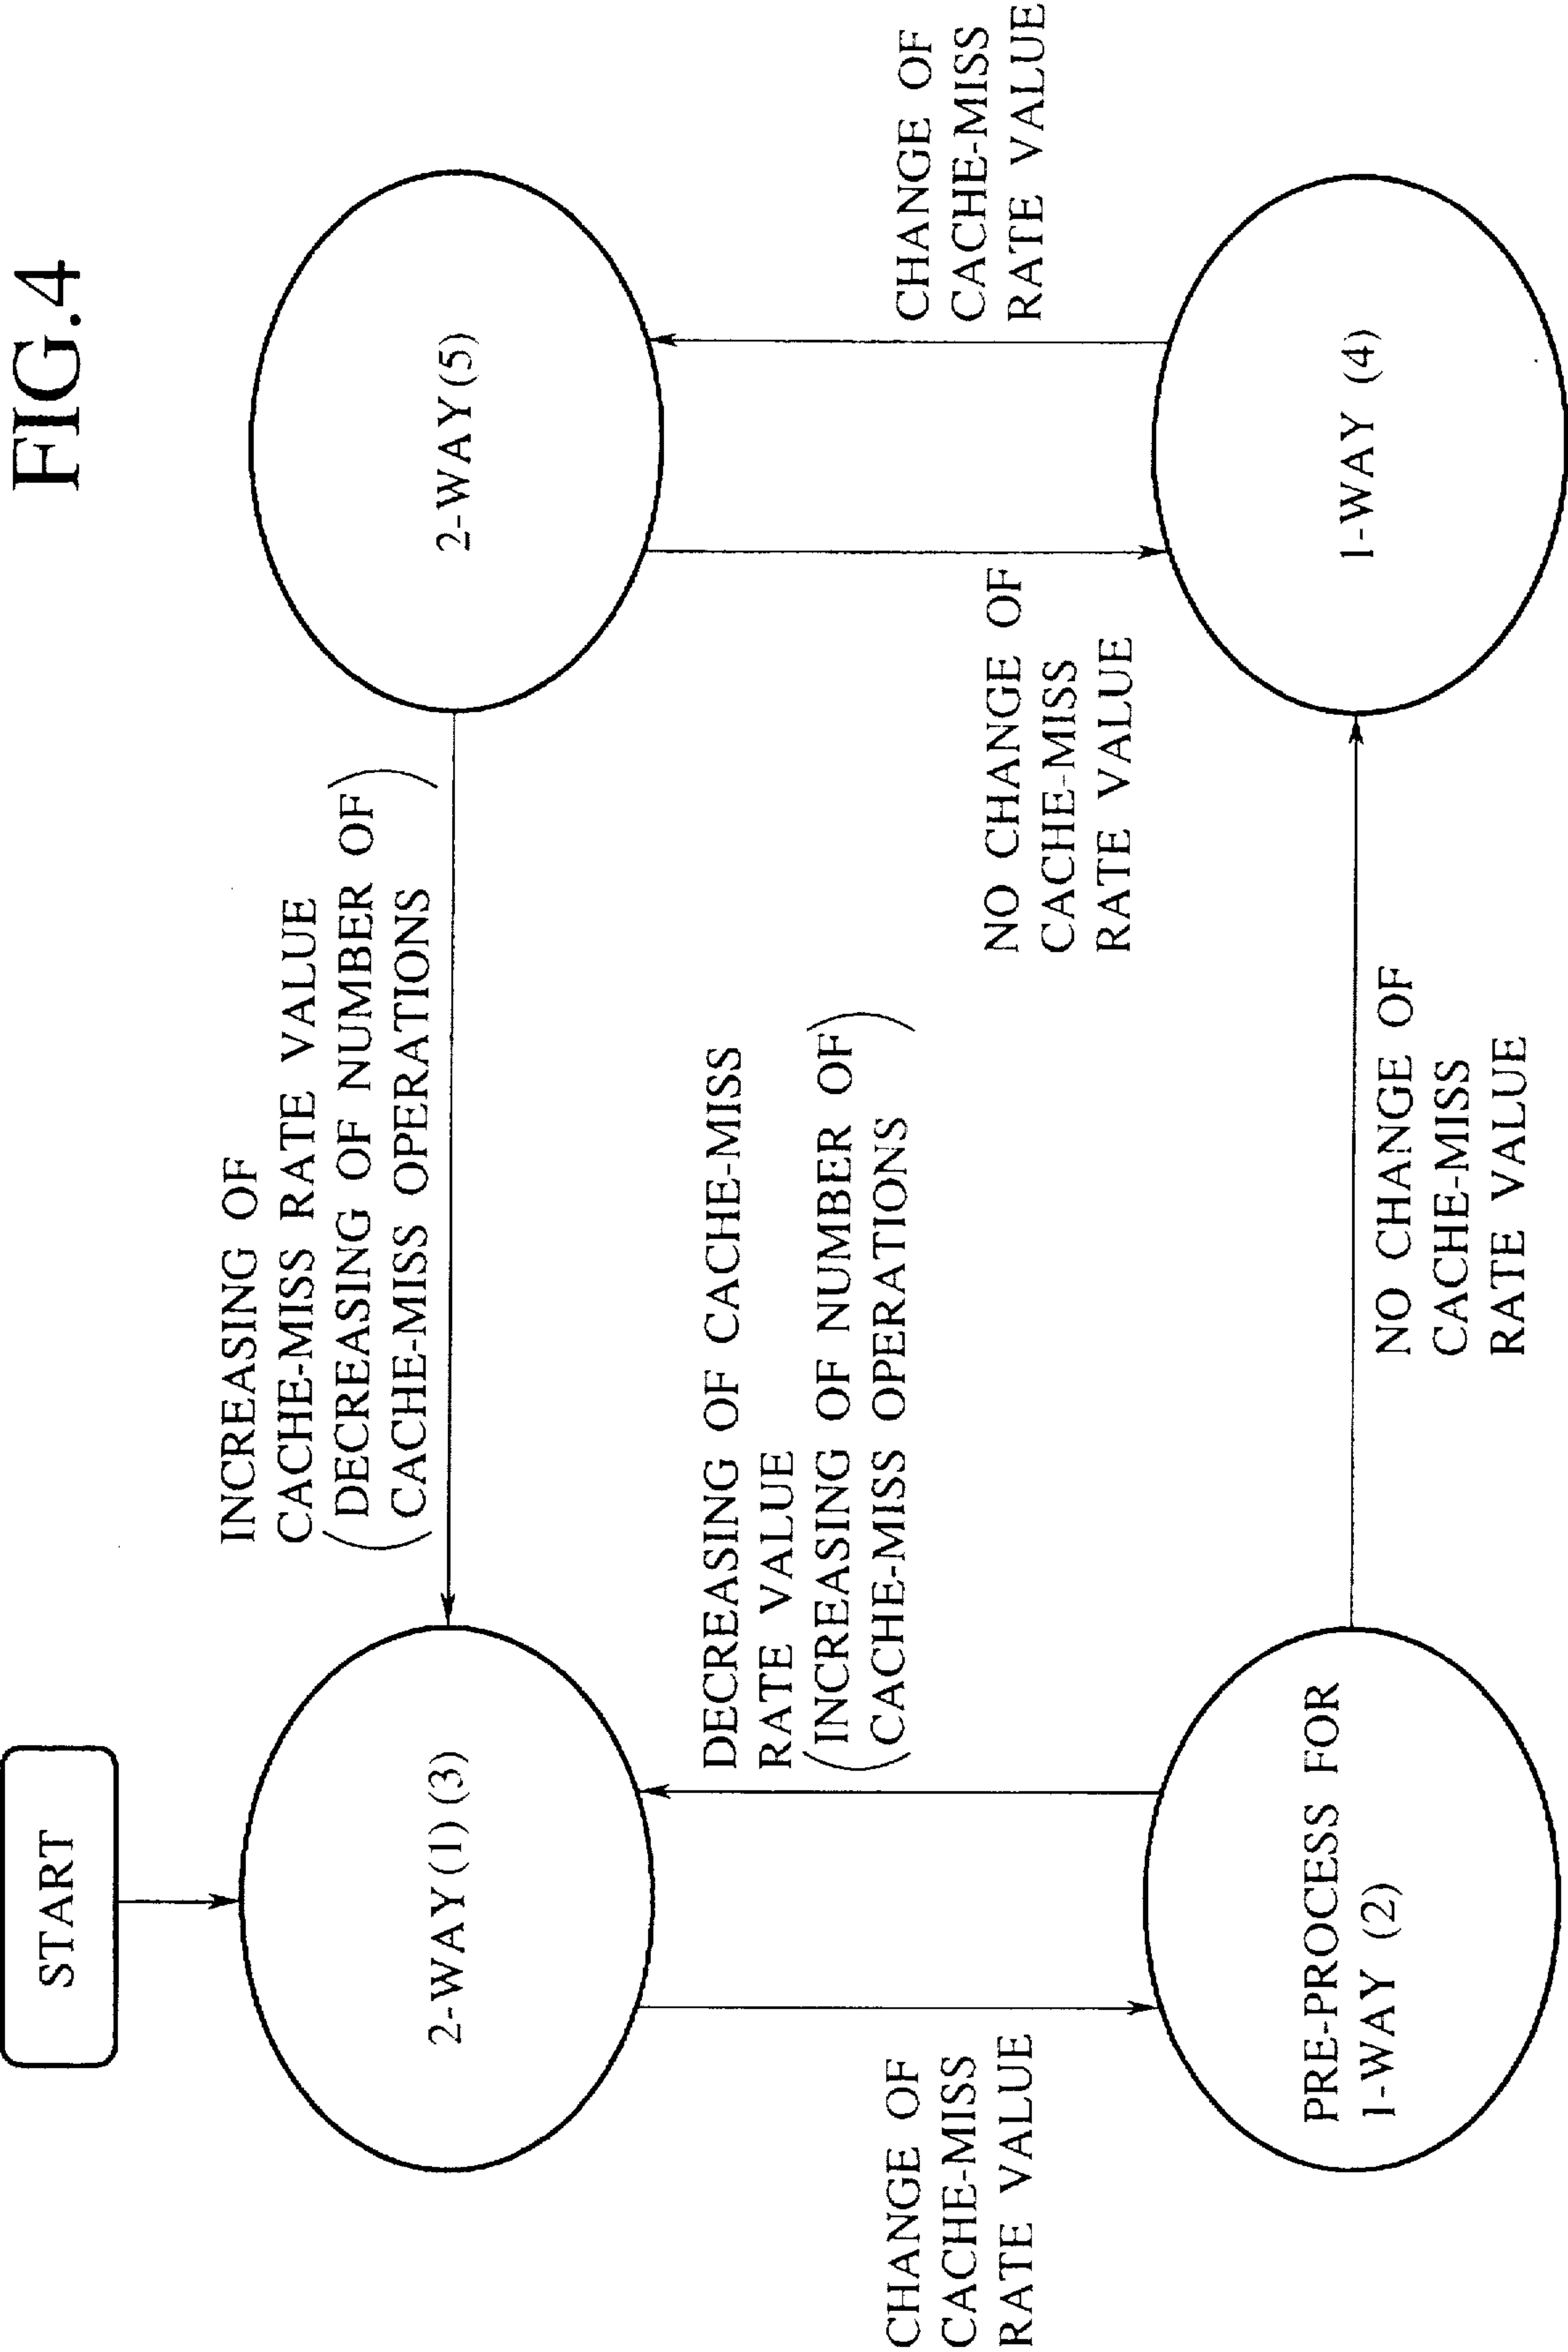 FIG.4
START
2-WAY(1)(3)
INCREASING OF
CACHE-MISS RATE VALUE
(DECREASING OF NUMBER OF
CACHE-MISS OPERATIONS)
2-WAY(5)
CHANGE OF
CACHE-MISS
RATE VALUE
DECREASING OF CACHE-MISS
RATE VALUE
(INCREASING OF NUMBER OF
CACHE-MISS OPERATIONS)
NO CHANGE OF
CACHE-MISS
RATE VALUE
CHANGE OF
CACHE-MISS
RATE VALUE
PRE-PROCESS FOR
1-WAY (2)
NO CHANGE OF
CACHE-MISS
RATE VALUE
1-WAY (4)